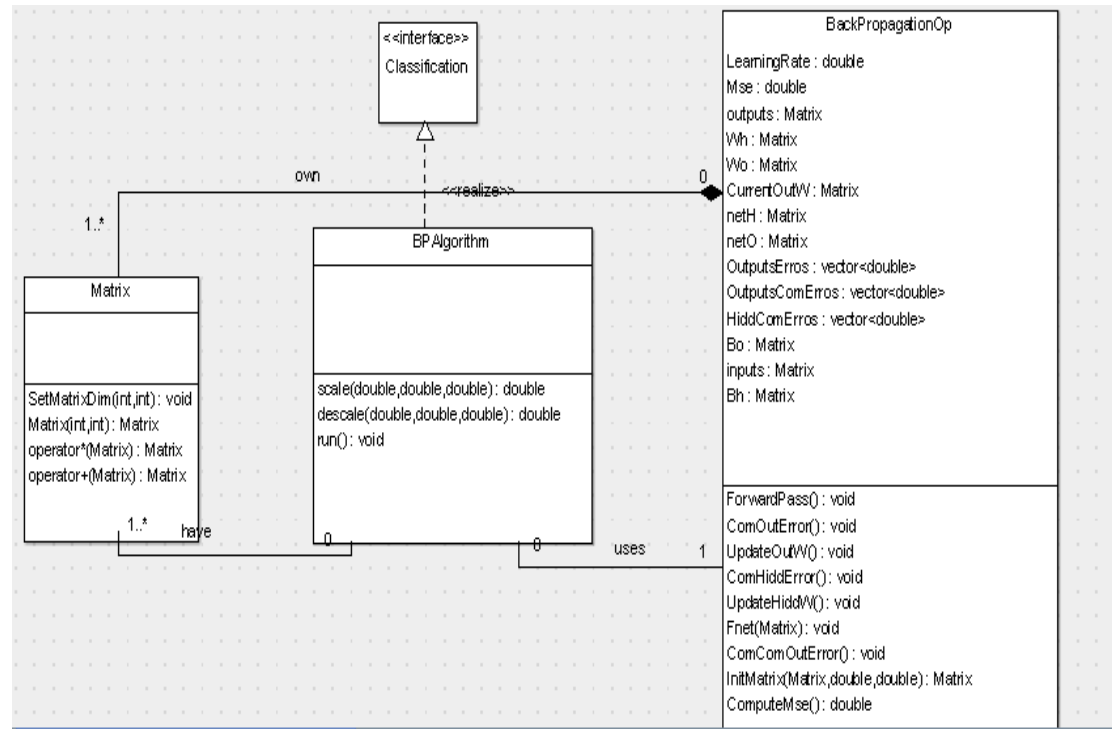 <<interface>>
Classification
<<realize>>
own
0
1..*
Matrix
SetMatrixDim(int,int) : void
Matrix(int,int) : Matrix
operator*(Matrix) : Matrix
operator+(Matrix) : Matrix
1..*
have
0
BPAlgorithm
scale(double,double,double) : double
descale(double,double,double) : double
run() : void
0
uses
1
BackPropagationOp
LearningRate : double
Mse : double
outputs : Matrix
Wh : Matrix
Wo : Matrix
CurrentOutW : Matrix
netH : Matrix
netO : Matrix
OutputsErros : vector<double>
OutputsComErros : vector<double>
HiddComErros : vector<double>
Bo : Matrix
inputs : Matrix
Bh : Matrix
ForwardPass() : void
ComOutError() : void
UpdateOutW() : void
ComHiddError() : void
UpdateHiddW() : void
Fnet(Matrix) : void
ComComOutError() : void
InitMatrix(Matrix,double,double) : Matrix
ComputeMse() : double